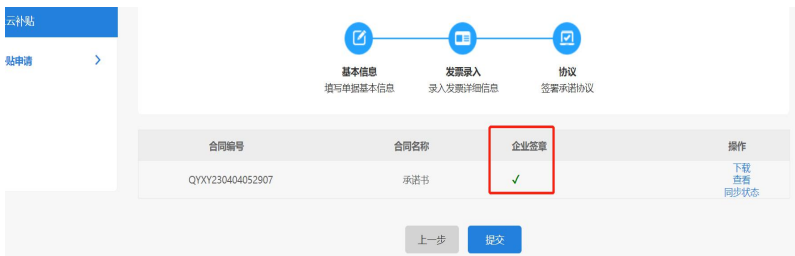 云补贴
贴申请
基本信息
发票录入
协议
填写单据基本信息
录入发票详细信息
签署承诺协议
合同编号
合同名称
企业签章
操作
QYXY230404052907
承诺书
✓
下载
查看
同步状态
上一步
提交